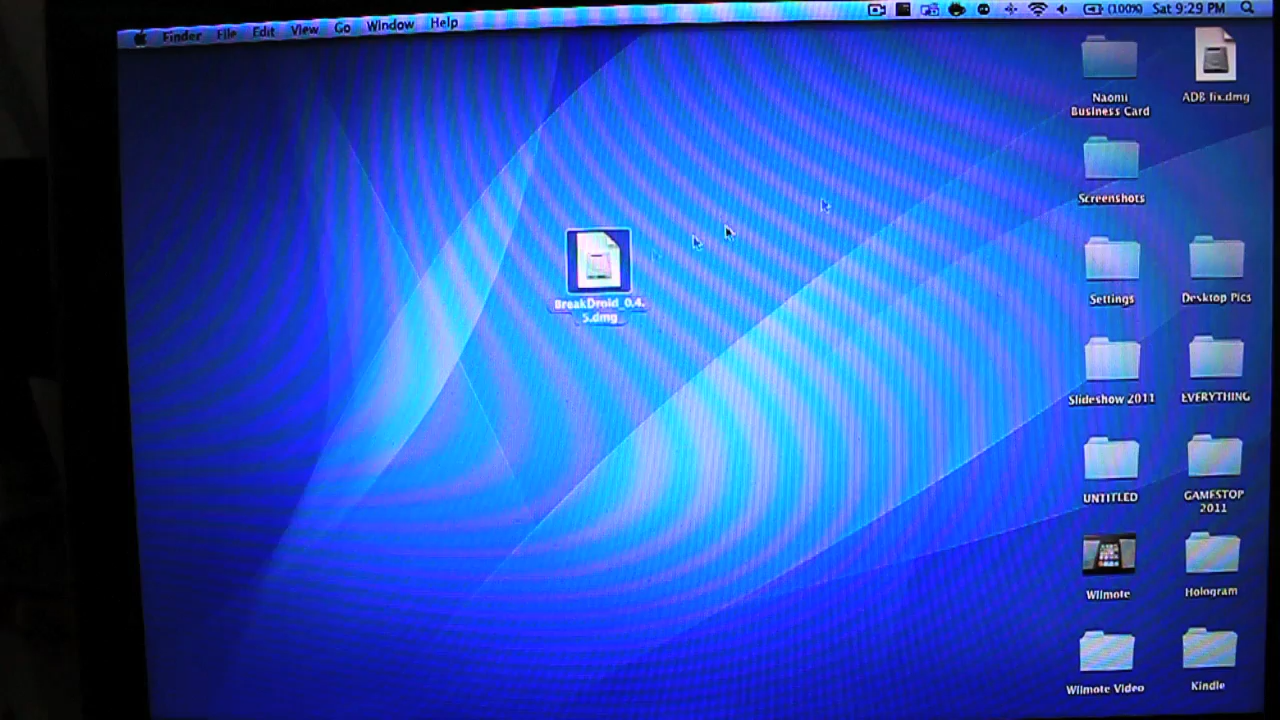 Finder File Edit View Go Window Help
(100%) Sat 9:29 PM
Naomi
Business Card
ADB fix.dmg
Screenshots
BreakDroid_0.4.
5.dmg
Settings
Desktop Pics
Slideshow 2011
EVERYTHING
UNTITLED
GAMESTOP
2011
Wiimote
Hologram
Wiimote Video
Kindle